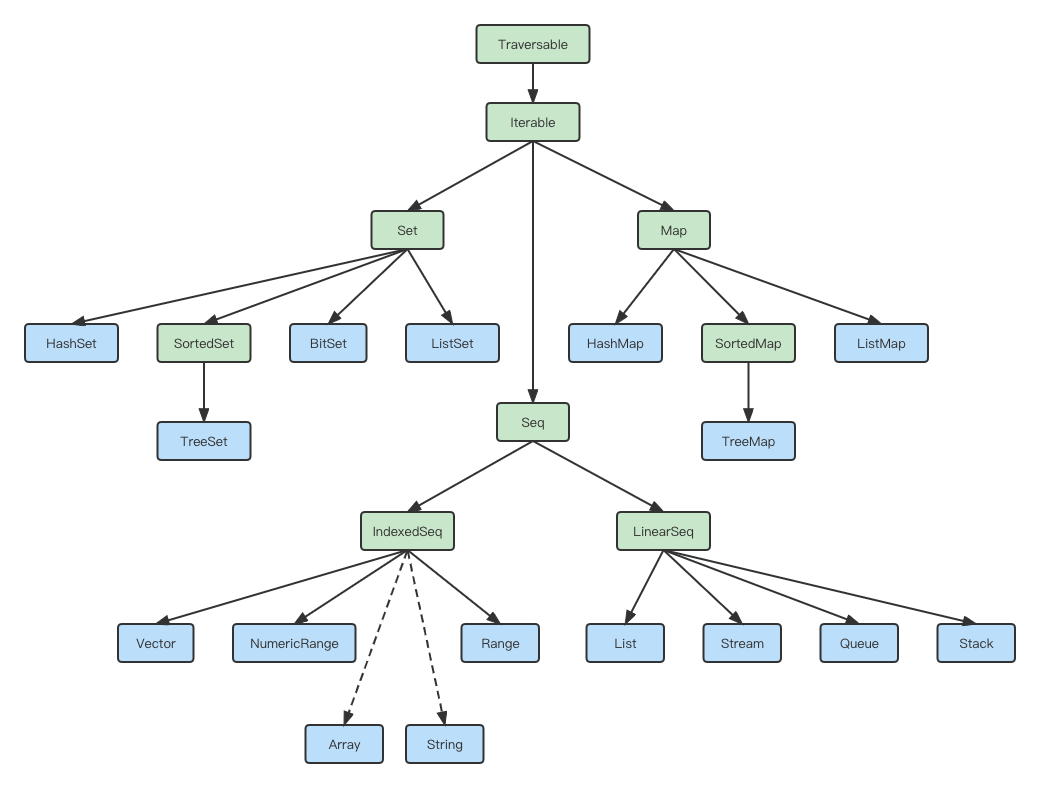 Traversable
Iterable
Set
Map
HashSet
SortedSet
BitSet
ListSet
HashMap
SortedMap
ListMap
Seq
TreeSet
TreeMap
IndexedSeq
LinearSeq
Vector
NumericRange
Range
List
Stream
Queue
Stack
Array
String